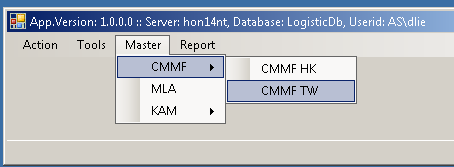 App.Version: 1.0.0.0 :: Server: hon14nt, Database: LogisticDb, Userid: AS\dlie
Action Tools Master Report
CMMF CMMF HK
MLA CMMF TW
KAM